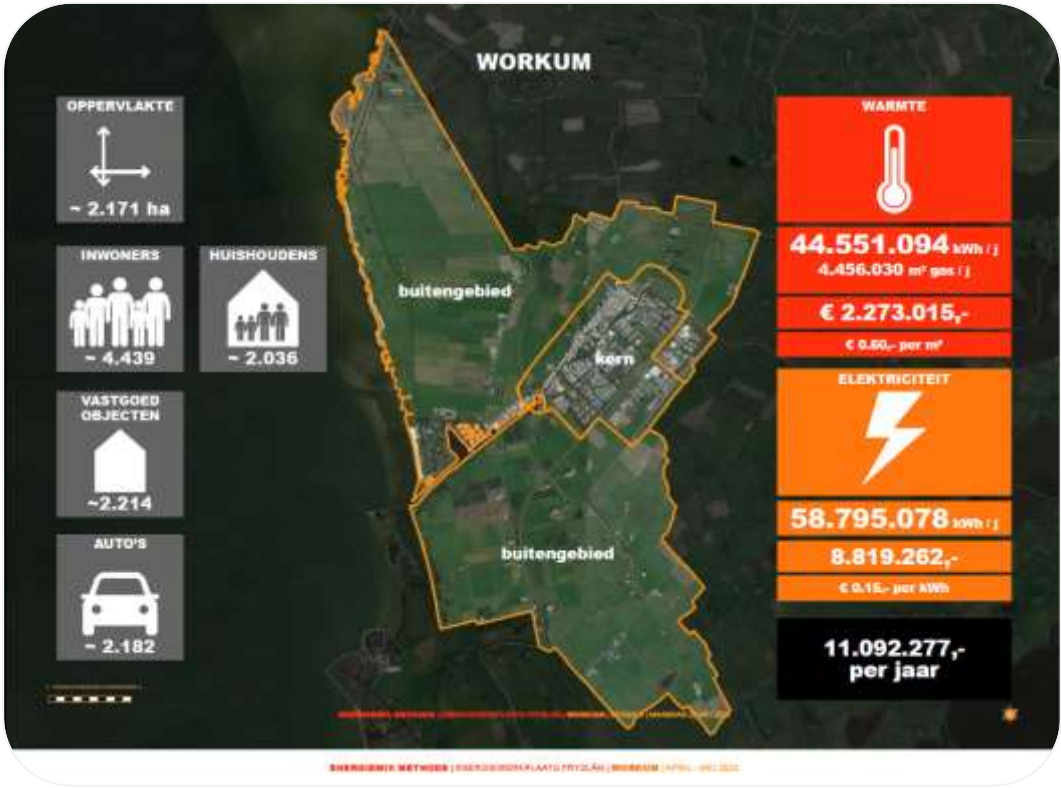 WORKUM
OPPERVLAKTE
~ 2.171 ha
INWONERS
~ 4.439
HUISHOUDENS
~ 2.036
VASTGOED
OBJECTEN
~2.214
AUTO'S
~ 2.182
buitengebied
kern
buitengebied
WARMTE
44.551.094 kWh / j
4.456.030 m³ gas / j
€ 2.273.015,-
€ 0.60,- per m³
ELEKTRICITEIT
58.795.078 kWh / j
8.819.262,-
€ 0.15,- per kWh
11.092.277,-
per jaar
ENERGIEMIX METHODE | ENERGIEWERKPLAATS FRYSLÂN | WORKUM | APRIL - MEI